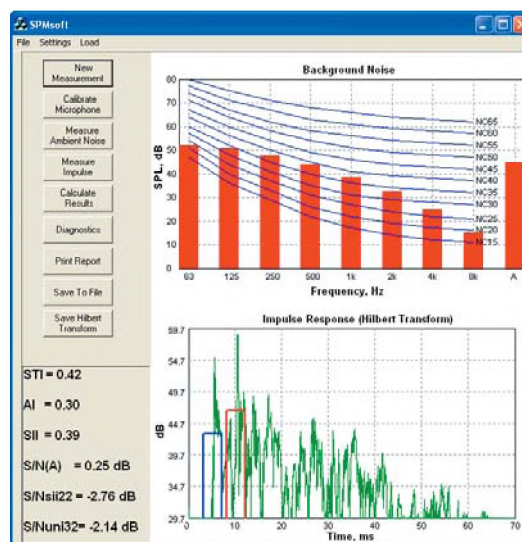 SPMsoft
File Settings Load
New
Measurement
Calibrate
Microphone
Measure
Ambient Noise
Measure
Impulse
Calculate
Results
Diagnostics
Print Report
Save To File
Save Hilbert
Transform
STI = 0.42
AI = 0.30
SII = 0.39
S/N(A) = 0.25 dB
S/Nsii22 = -2.76 dB
S/Nuni32= -2.14 dB
Background Noise
SPL, dB
80
70
60
50
40
30
20
10
0
NC65
NC60
NC55
NC50
NC45
NC40
NC35
NC30
NC25
NC20
NC15
63 125 250 500 1k 2k 4k 8k A
Frequency, Hz
Impulse Response (Hilbert Transform)
dB
59.7
54.7
49.7
44.7
39.7
34.7
29.7
0 10 20 30 40 50 60 70
Time, ms